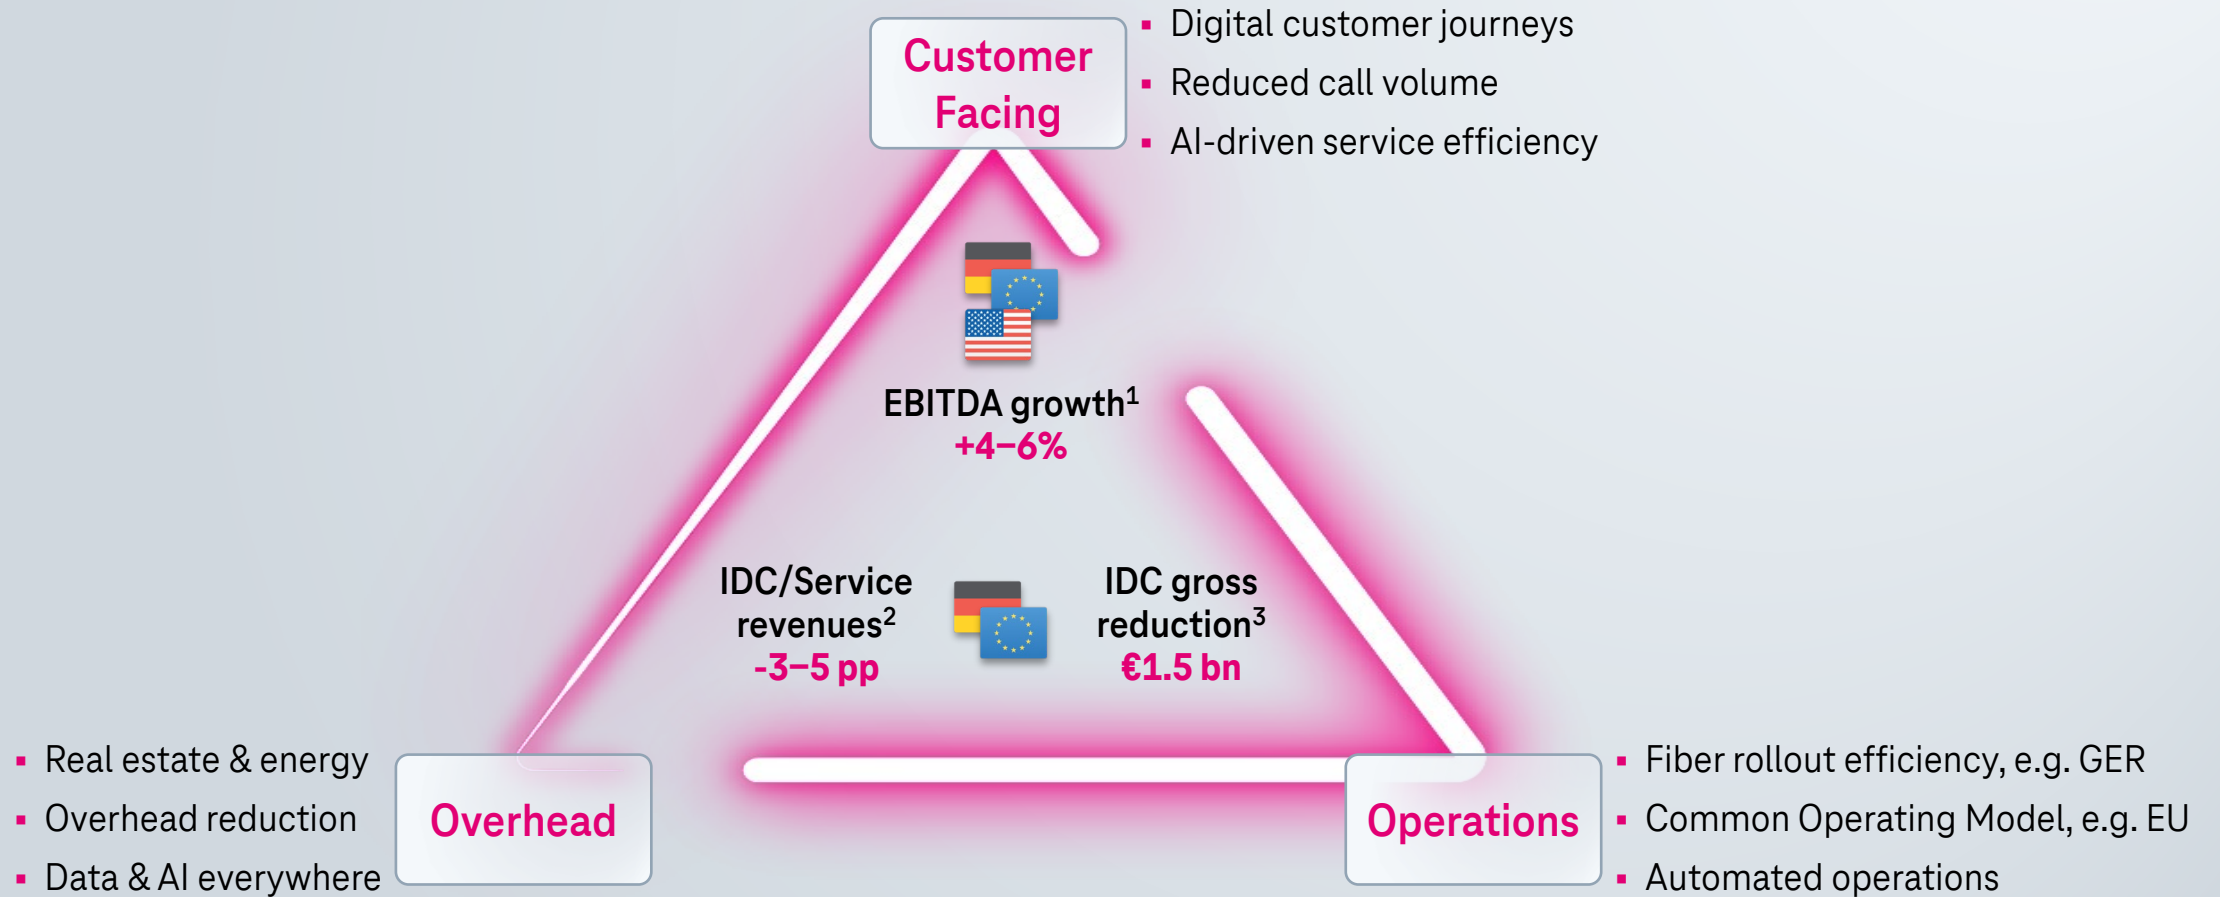 Customer
Facing
▪ Digital customer journeys
▪ Reduced call volume
▪ AI-driven service efficiency
EBITDA growth¹
+4–6%
IDC/Service
revenues²
-3–5 pp
IDC gross
reduction³
€1.5 bn
▪ Real estate & energy
▪ Overhead reduction
▪ Data & AI everywhere
Overhead
Operations
▪ Fiber rollout efficiency, e.g. GER
▪ Common Operating Model, e.g. EU
▪ Automated operations